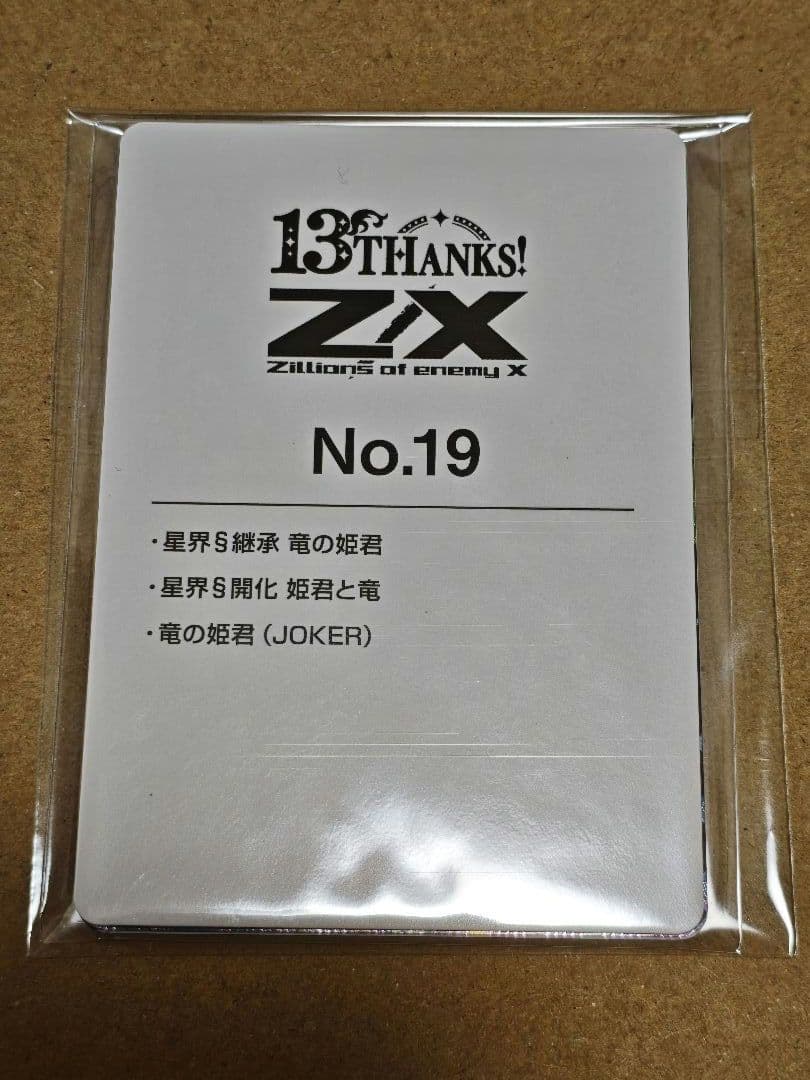 13THANKS!
Z/X
Zillions of enemy X
No.19
・星界§継承 竜の姫君
・星界§開化 姫君と竜
・竜の姫君（JOKER）